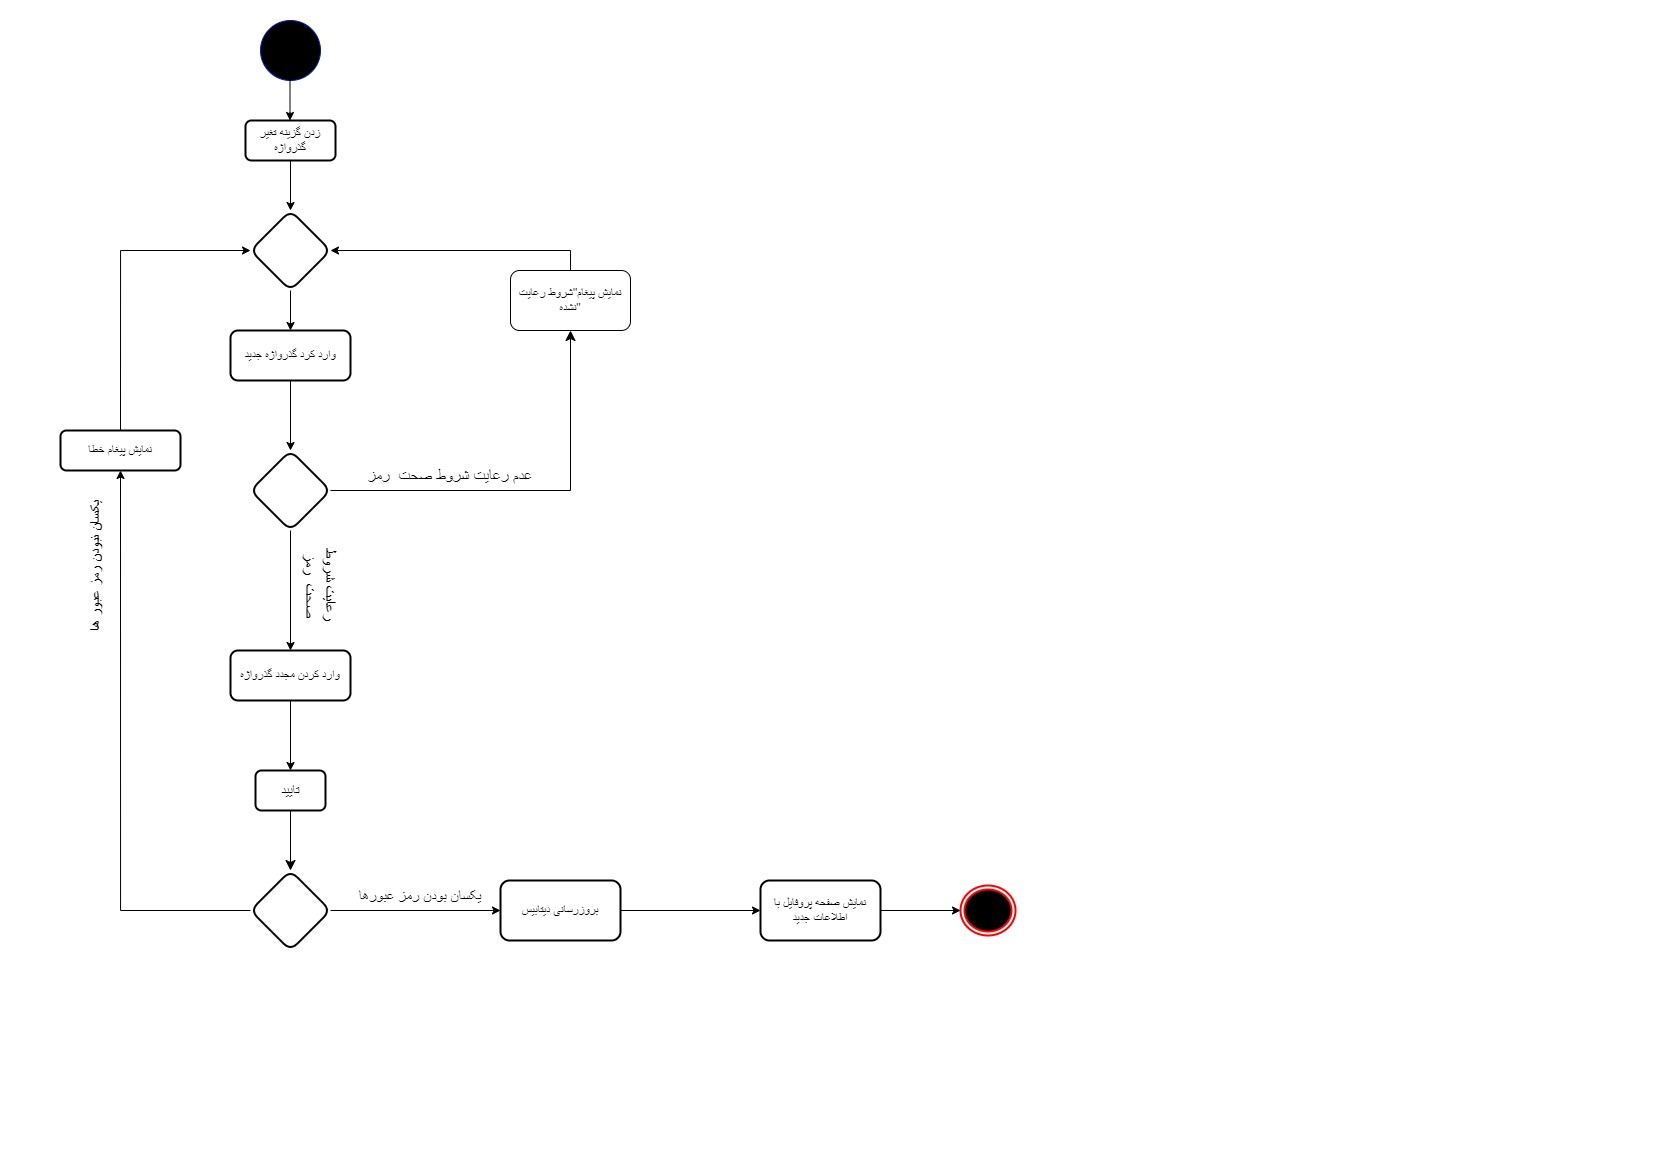 زدن گزینه تغیر
گذرواژه
نمایش پیغام"شروط رعایت
نشده"
وارد کرد گذرواژه جدید
نمایش پیغام خطا
عدم رعایت شروط صحت  رمز
یکسان نبودن رمز عبور ها
رعایت شروط
صحت  رمز
وارد کردن مجدد گذرواژه
تایید
یکسان بودن رمز عبورها
بروزرسانی دیتابیس
نمایش صفحه پروفایل با
اطلاعات جدید